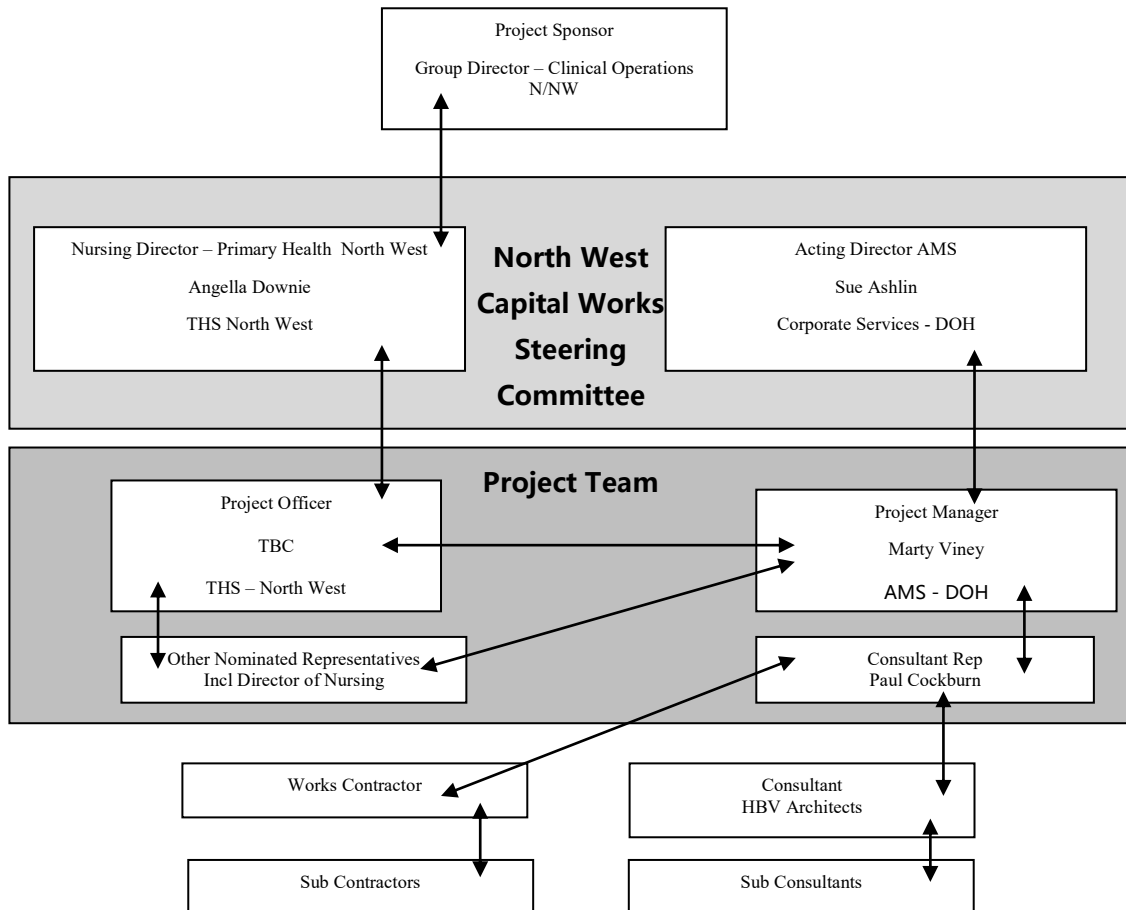 Project Sponsor
Group Director – Clinical Operations
N/NW
Nursing Director – Primary Health North West
Angella Downie
THS North West
North West
Capital Works
Steering
Committee
Acting Director AMS
Sue Ashlin
Corporate Services - DOH
Project Team
Project Officer
TBC
THS – North West
Project Manager
Marty Viney
AMS - DOH
Other Nominated Representatives
Incl Director of Nursing
Consultant Rep
Paul Cockburn
Works Contractor
Consultant
HBV Architects
Sub Contractors
Sub Consultants